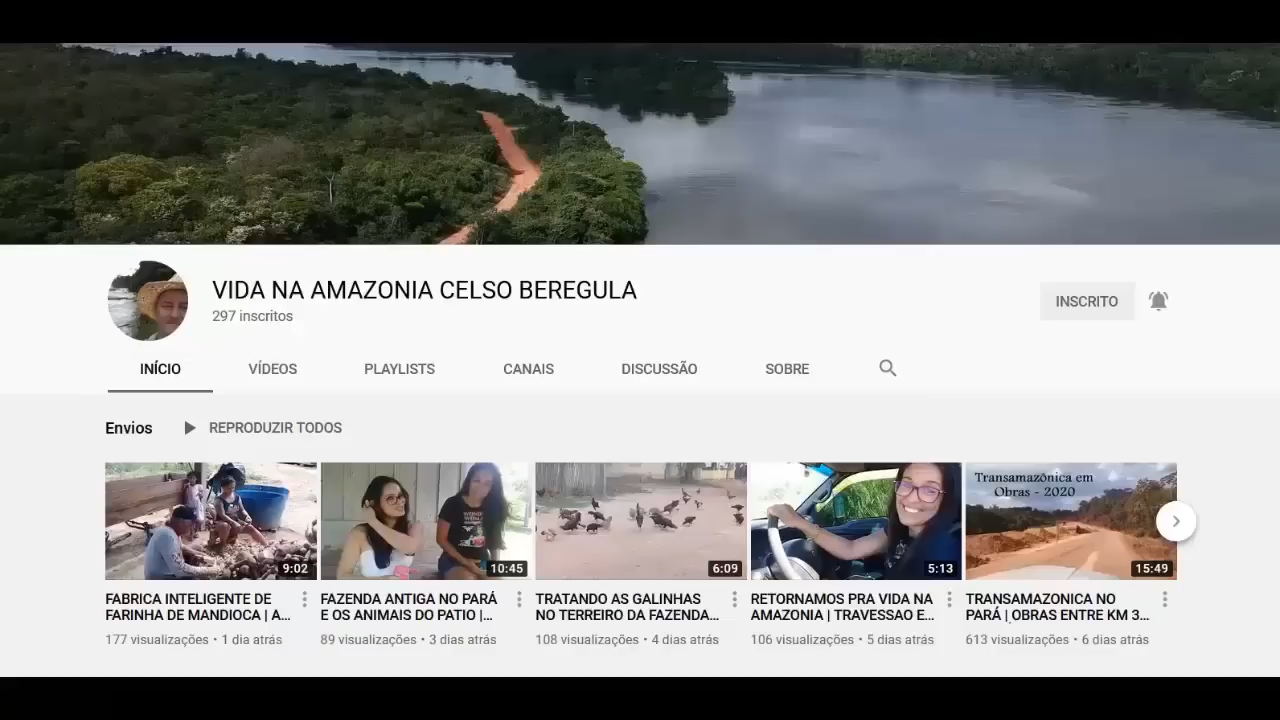 VIDA NA AMAZONIA CELSO BEREGULA
297 inscritos
INSCRITO
INÍCIO
VÍDEOS
PLAYLISTS
CANAIS
DISCUSSÃO
SOBRE
Envios
REPRODUZIR TODOS
9:02
10:45
6:09
5:13
Transamazônica em
Obras - 2020
15:49
FABRICA INTELIGENTE DE
FARINHA DE MANDIOCA | A...
177 visualizações • 1 dia atrás
FAZENDA ANTIGA NO PARÁ
E OS ANIMAIS DO PATIO |...
89 visualizações • 3 dias atrás
TRATANDO AS GALINHAS
NO TERREIRO DA FAZENDA...
108 visualizações • 4 dias atrás
RETORNAMOS PRA VIDA NA
AMAZONIA | TRAVESSAO E...
106 visualizações • 5 dias atrás
TRANSAMAZONICA NO
PARÁ | OBRAS ENTRE KM 3...
613 visualizações • 6 dias atrás